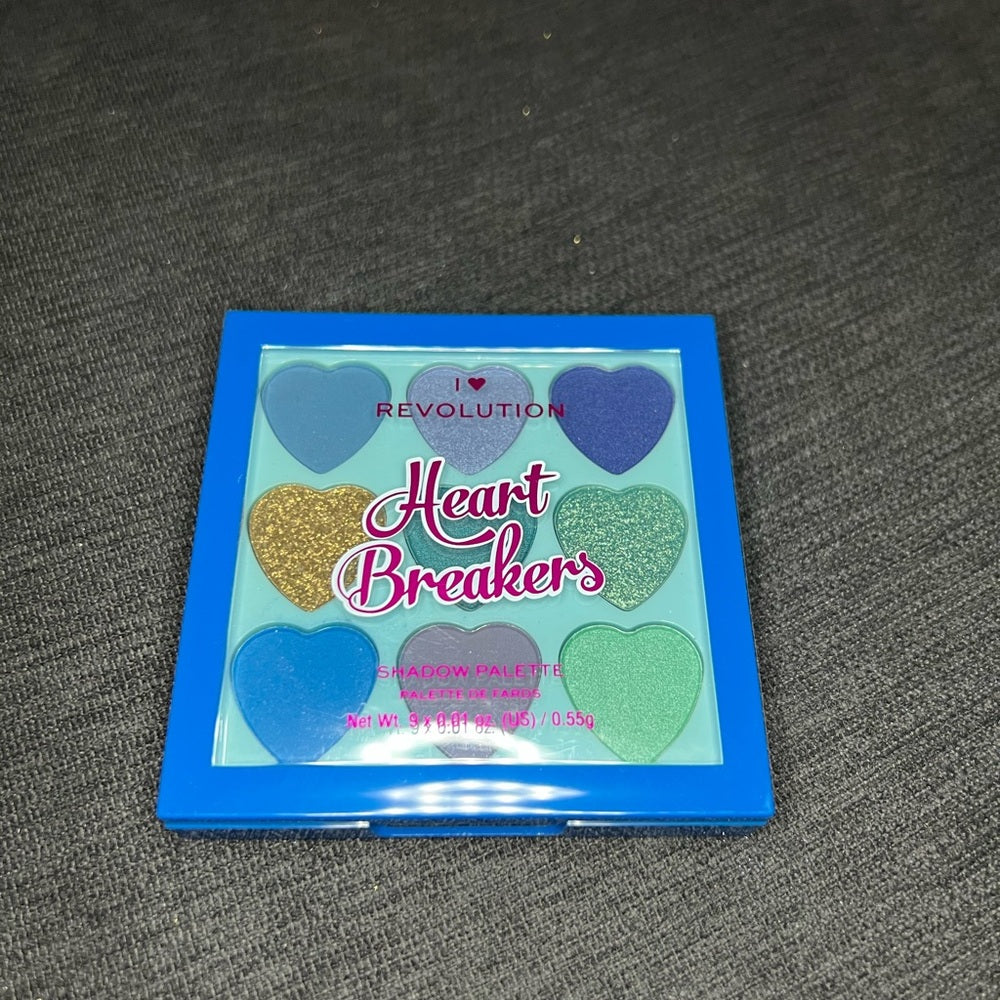 I ♥
REVOLUTION
Heart
Breakers
SHADOW PALETTE
PALETTE DE FARDS
Net Wt. 9 x 0.01 oz. (US) / 0.55g